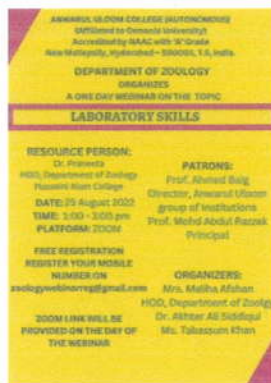 ANWARUL ULOOM COLLEGE (AUTONOMOUS)
(Affiliated to Osmania University)
Accredited by NAAC with 'A' Grade
New Mallepally, Hyderabad - 500001, T.S, India.
DEPARTMENT OF ZOOLOGY
ORGANIZES
A ONE DAY WEBINAR ON THE TOPIC
LABORATORY SKILLS
RESOURCE PERSON:
Dr. Praneeta
HOD, Department of Zoology
Hussaini Alam College
DATE: 25 August 2022
TIME: 1:00 - 3:00 pm
PLATFORM: ZOOM
FREE REGISTRATION
REGISTER YOUR MOBILE
NUMBER ON
zoologywebinarreg@gmail.com
ZOOM LINK WILL BE
PROVIDED ON THE DAY OF
THE WEBINAR
PATRONS:
Prof. Ahmed Baig
Director, Anwarul Uloom
group of Institutions
Prof. Mohd Abdul Razzak
Principal
ORGANIZERS:
Mrs. Maliha Afshan
HOD, Department of Zoology
Dr. Akhter Ali Siddiqui
Ms. Tabassum Khan